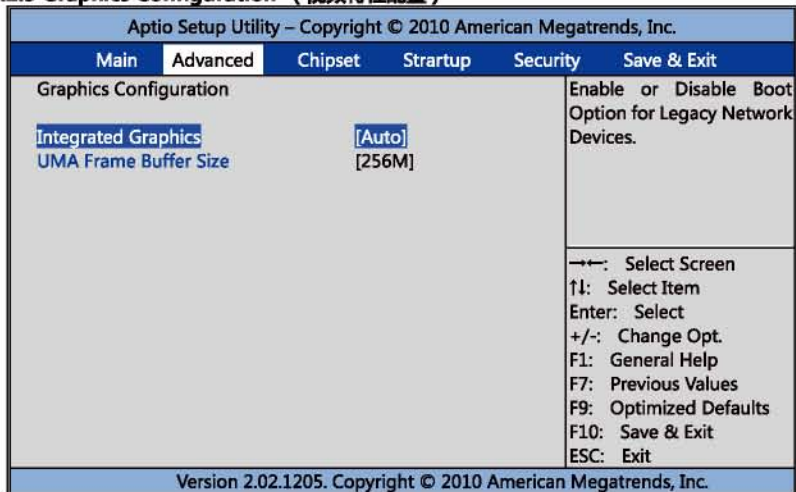 Graphics Configuration
Aptio Setup Utility – Copyright © 2010 American Megatrends, Inc.
Main Advanced Chipset Strartup Security Save & Exit
Graphics Configuration
Integrated Graphics [Auto]
UMA Frame Buffer Size [256M]
Enable or Disable Boot
Option for Legacy Network
Devices.
→←: Select Screen
↑↓: Select Item
Enter: Select
+/-: Change Opt.
F1: General Help
F7: Previous Values
F9: Optimized Defaults
F10: Save & Exit
ESC: Exit
Version 2.02.1205. Copyright © 2010 American Megatrends, Inc.